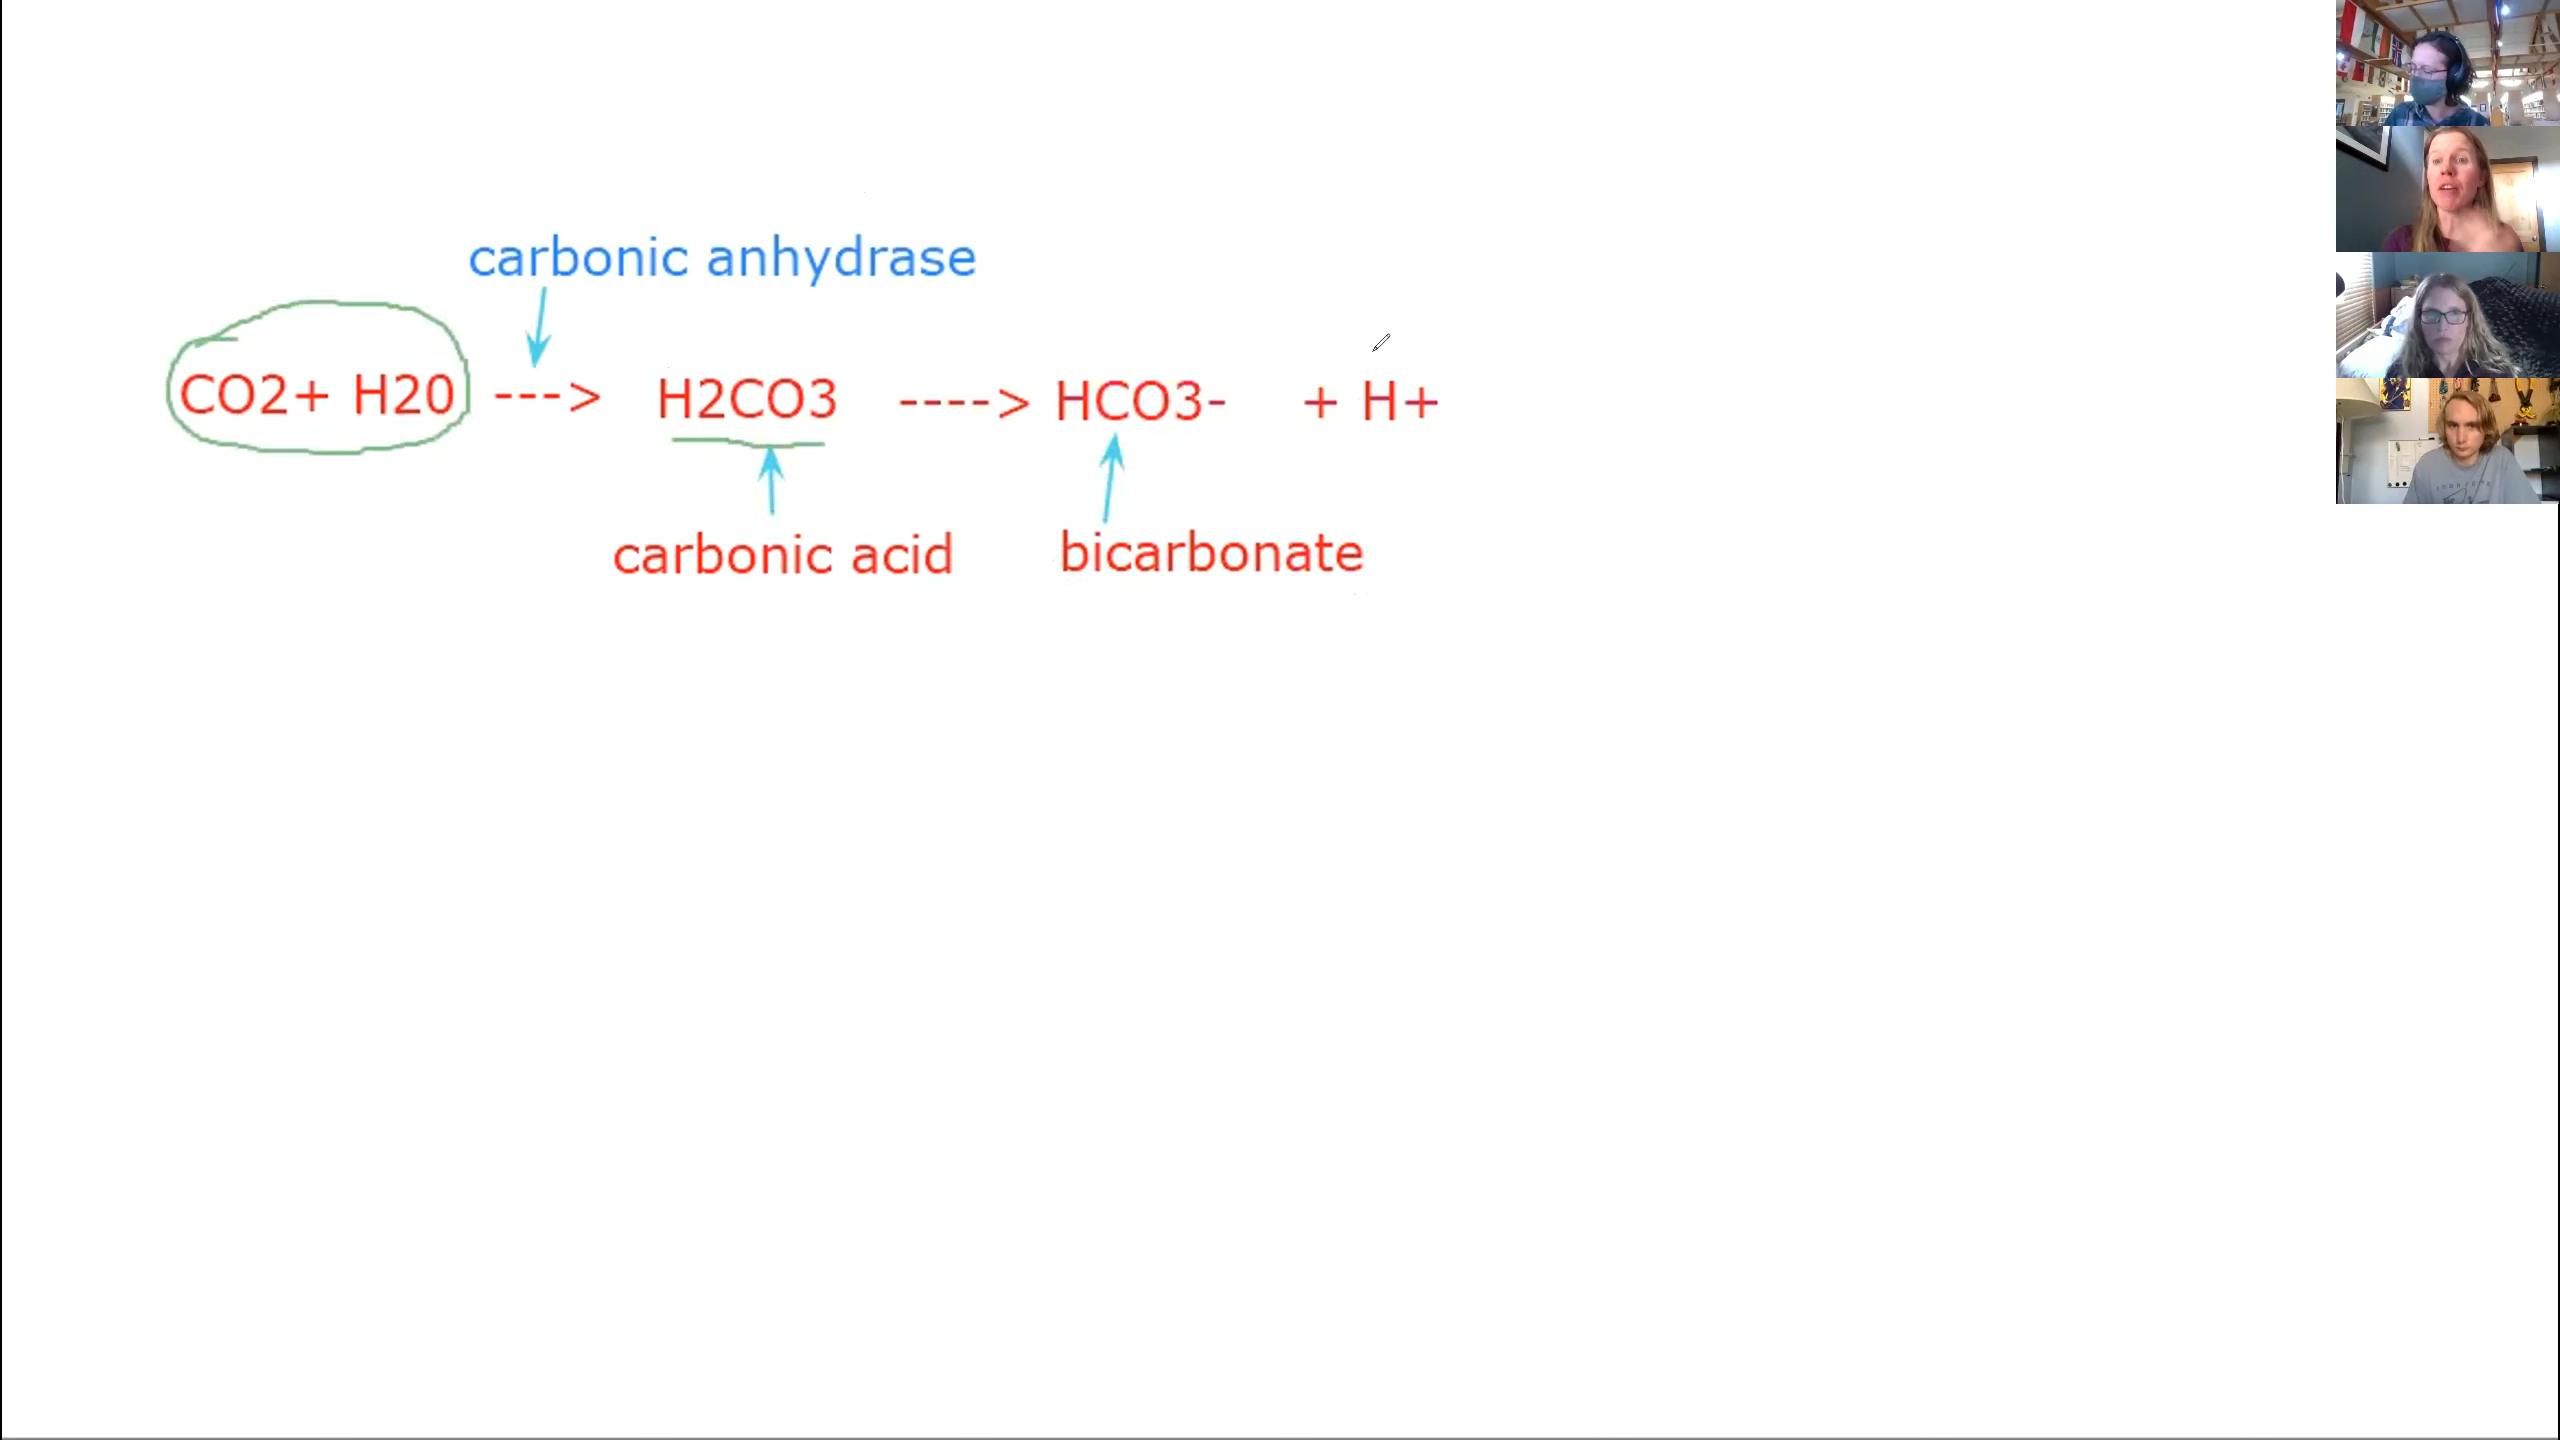 carbonic anhydrase
CO2+ H20 ---> H2CO3 ----> HCO3- + H+
carbonic acid bicarbonate